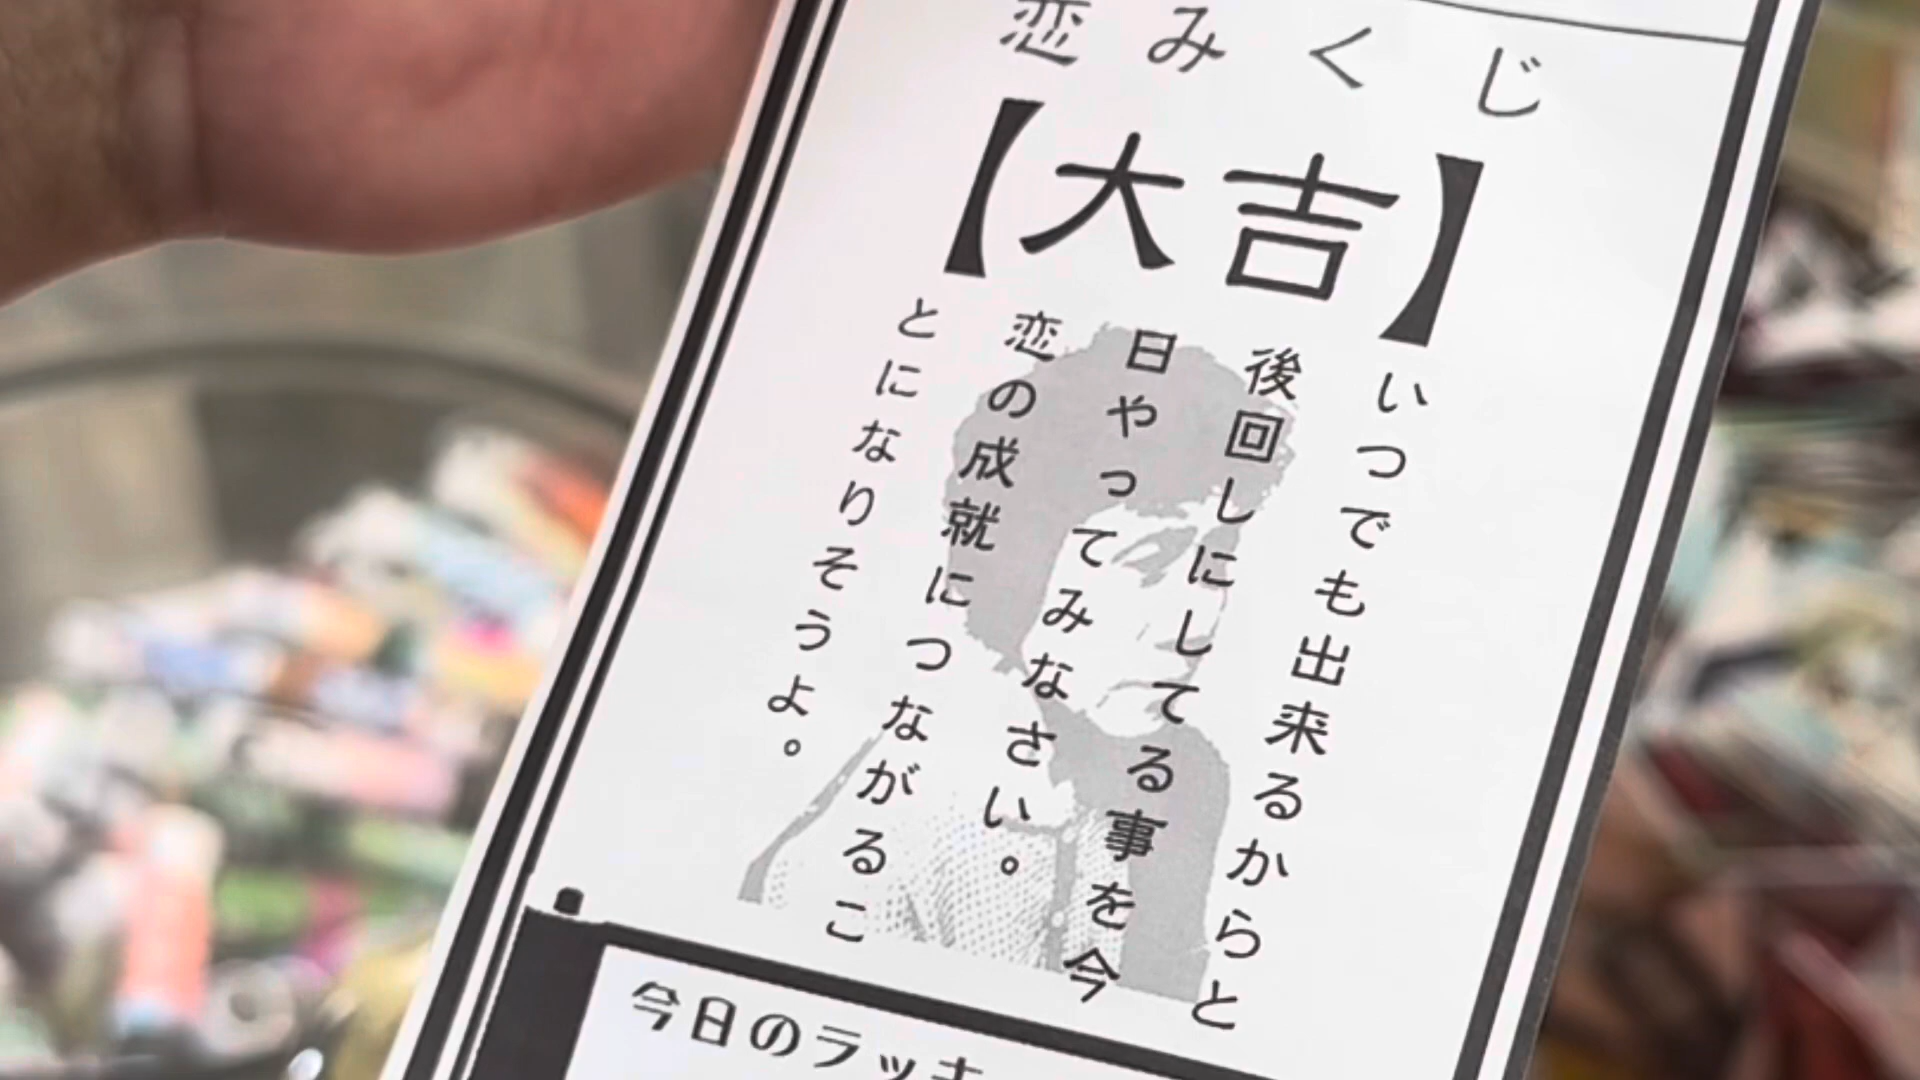 恋みくじ
【大吉】
いつでも出来るからと
後回しにしてる事を今
日やってみなさい。
恋の成就につながるこ
とになりそうよ。
今日のラッキ